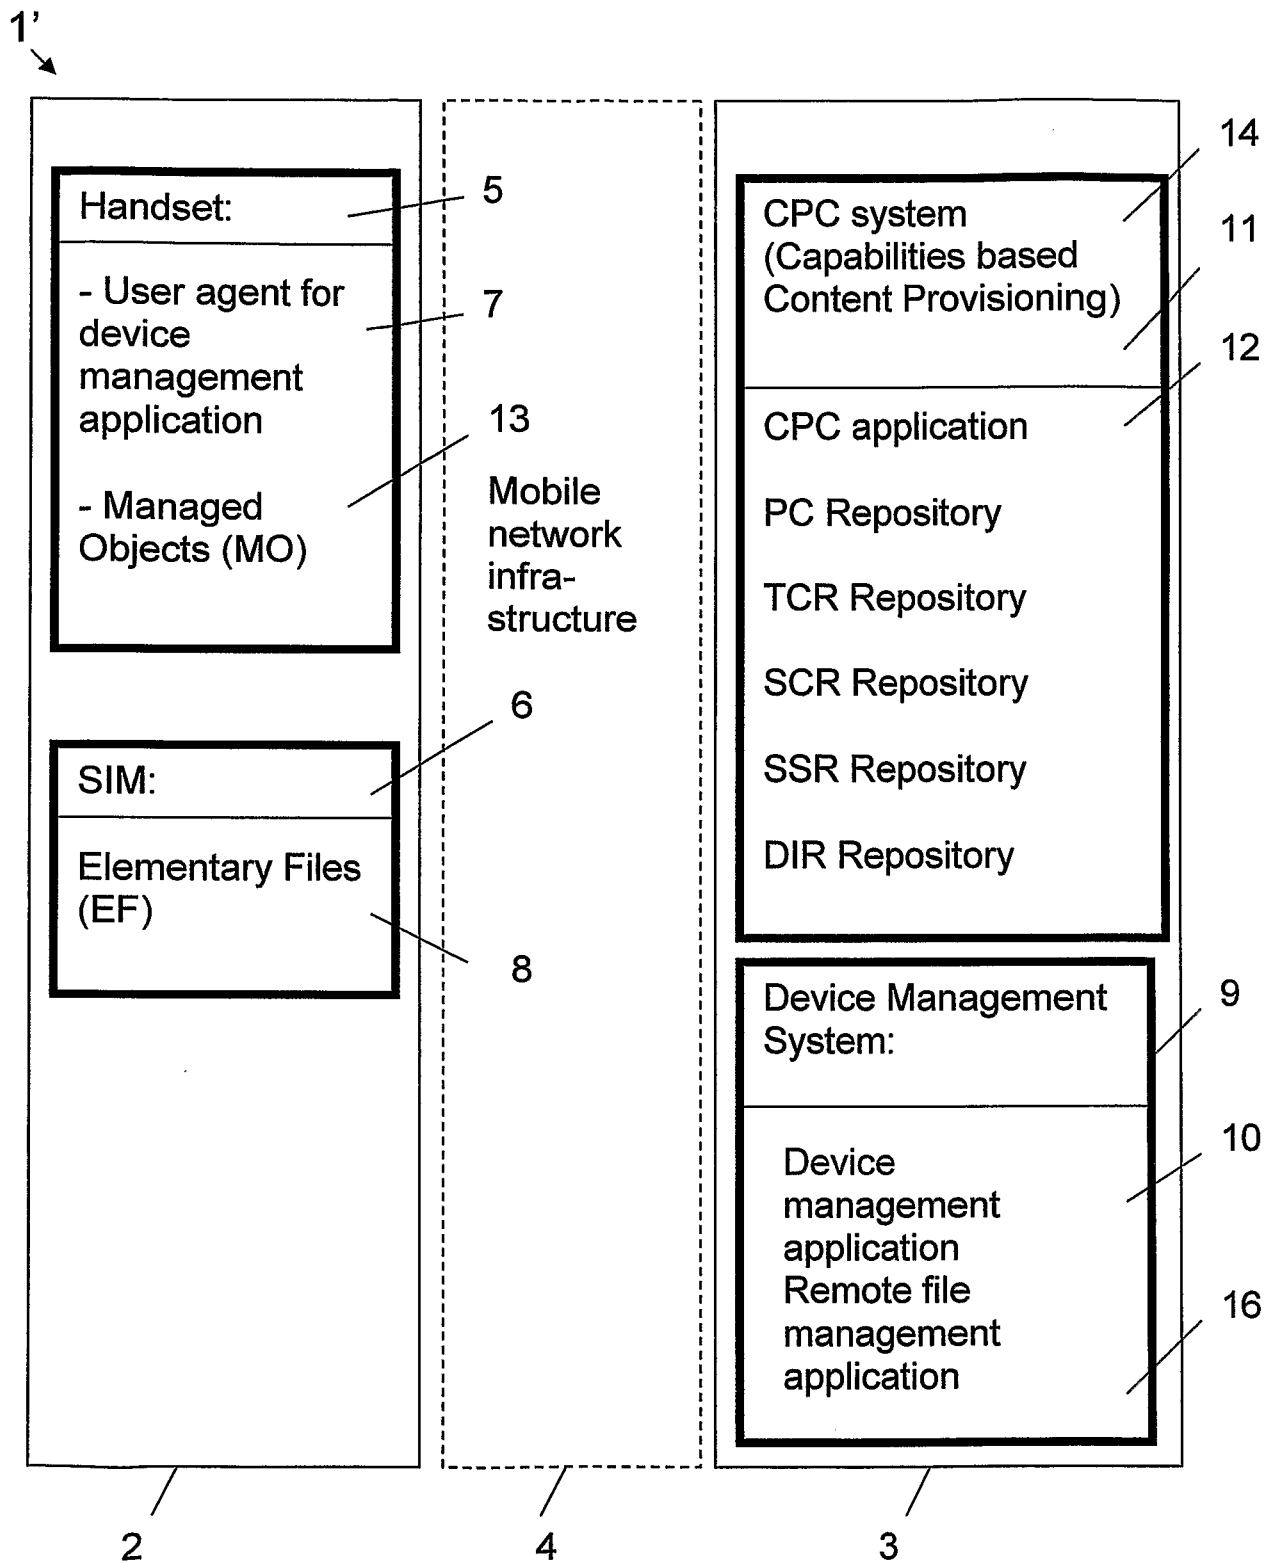 1’
Handset:
5
- User agent for
device
management
application
7
- Managed
Objects (MO)
13
SIM:
6
Elementary Files
(EF)
8
2
Mobile
network
infra-
structure
4
CPC system
(Capabilities based
Content Provisioning)
14
11
12
CPC application
PC Repository
TCR Repository
SCR Repository
SSR Repository
DIR Repository
Device Management
System:
9
Device
management
application
10
Remote file
management
application
16
3